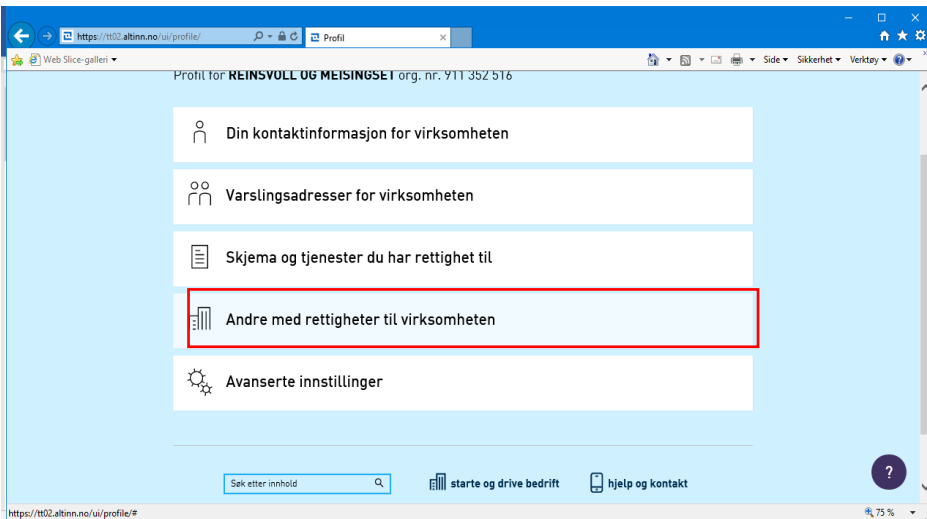 https://tt02.altinn.no/ui/profile/
Profil
Web Slice-galleri
Side
Sikkerhet
Verktøy
Profil for REINSVOLL OG MEISINGSET org. nr. 911 352 516
Din kontaktinformasjon for virksomheten
Varslingsadresser for virksomheten
Skjema og tjenester du har rettighet til
Andre med rettigheter til virksomheten
Avanserte innstillinger
Søk etter innhold
starte og drive bedrift
hjelp og kontakt
?
https://tt02.altinn.no/ui/profile/#
75 %